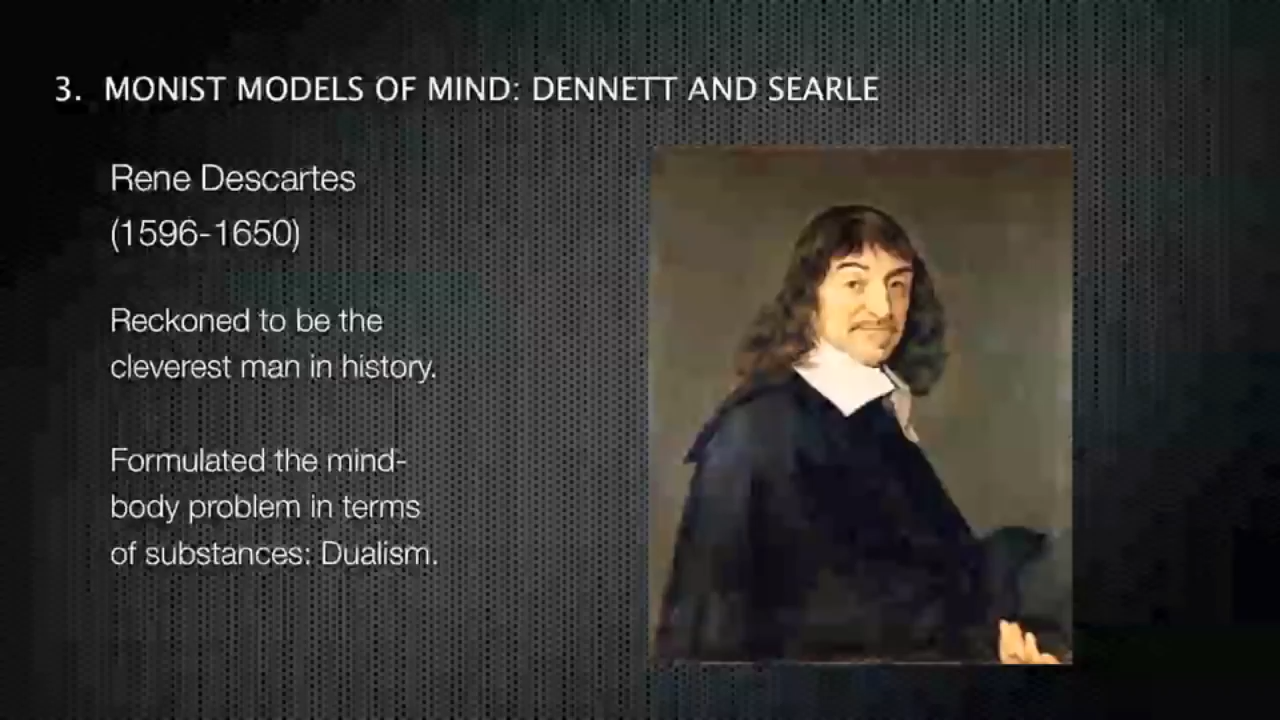 3. MONIST MODELS OF MIND: DENNETT AND SEARLE
Rene Descartes
(1596-1650)
Reckoned to be the
cleverest man in history.
Formulated the mind-
body problem in terms
of substances: Dualism.